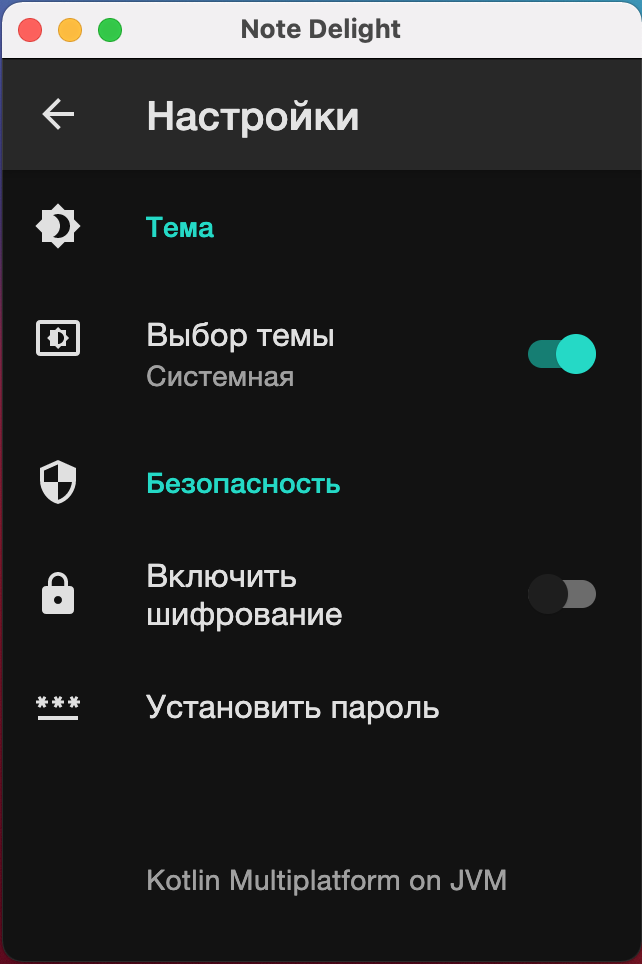 Note Delight
Настройки
Тема
Выбор темы
Системная
Безопасность
Включить
шифрование
***
Установить пароль
Kotlin Multiplatform on JVM